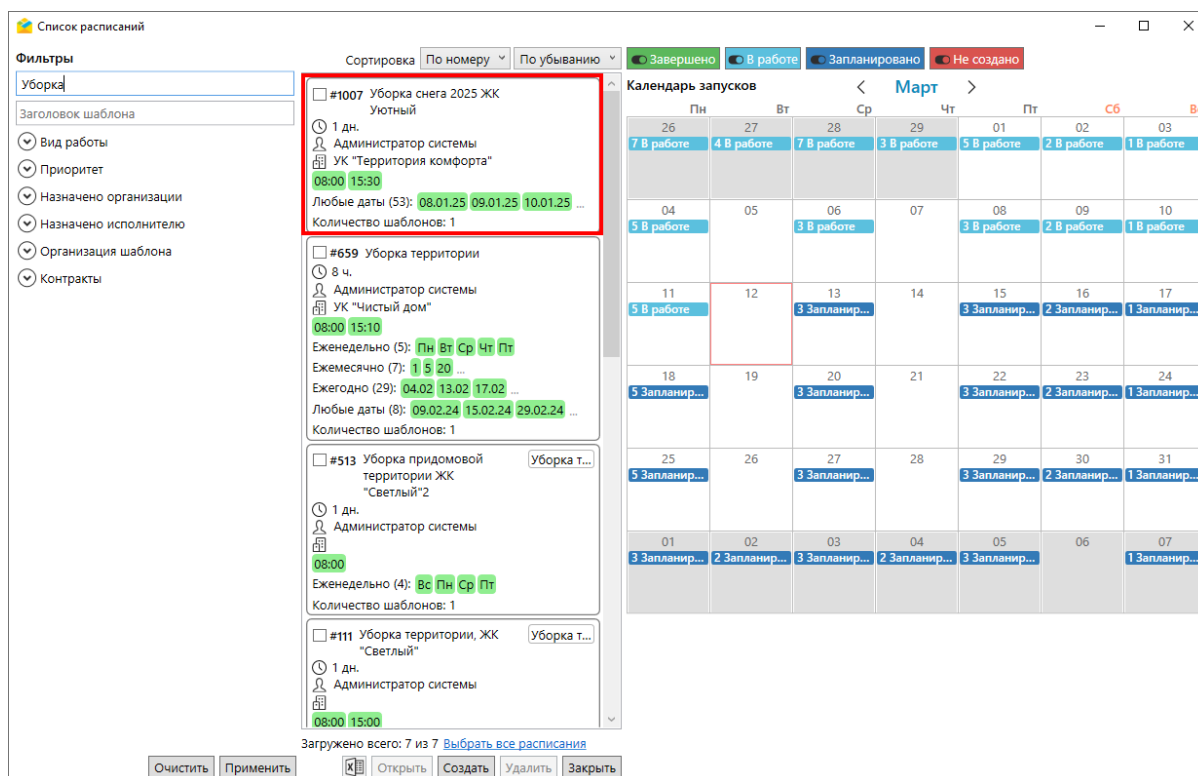 Список расписаний
Фильтры
Уборка
Заголовок шаблона
Вид работы
Приоритет
Назначено организации
Назначено исполнителю
Организация шаблона
Контракты
Очистить Применить
Сортировка По номеру По убыванию
#1007 Уборка снега 2025 ЖК
Уютный
1 дн.
Администратор системы
УК "Территория комфорта"
08:00 15:30
Любые даты (53): 08.01.25 09.01.25 10.01.25 ...
Количество шаблонов: 1
#659 Уборка территории
8 ч.
Администратор системы
УК "Чистый дом"
08:00 15:10
Еженедельно (5): Пн Вт Ср Чт Пт
Ежемесячно (7): 1 5 20 ...
Ежегодно (29): 04.02 13.02 17.02 ...
Любые даты (8): 09.02.24 15.02.24 29.02.24 ...
Количество шаблонов: 1
#513 Уборка придомовой Уборка т...
территории ЖК
"Светлый"2
1 дн.
Администратор системы
08:00
Еженедельно (4): Вс Пн Ср Пт
Количество шаблонов: 1
#111 Уборка территории, ЖК Уборка т...
"Светлый"
1 дн.
Администратор системы
08:00 15:00
Загружено всего: 7 из 7 Выбрать все расписания
Открыть Создать Удалить Закрыть
Завершено В работе Запланировано Не создано
Календарь запусков < Март >
Пн Вт Ср Чт Пт Сб
26 27 28 29 01 02 03
7 В работе 4 В работе 7 В работе 3 В работе 5 В работе 2 В работе 1 В работе
04 05 06 07 08 09 10
5 В работе 3 В работе 3 В работе 2 В работе 1 В работе
11 12 13 14 15 16 17
5 В работе 3 Запланир... 3 Запланир... 2 Запланир... 1 Запланир...
18 19 20 21 22 23 24
5 Запланир... 3 Запланир... 3 Запланир... 2 Запланир... 1 Запланир...
25 26 27 28 29 30 31
5 Запланир... 3 Запланир... 3 Запланир... 2 Запланир... 1 Запланир...
01 02 03 04 05 06 07
3 Запланир... 2 Запланир... 3 Запланир... 2 Запланир... 3 Запланир... 1 Запланир...